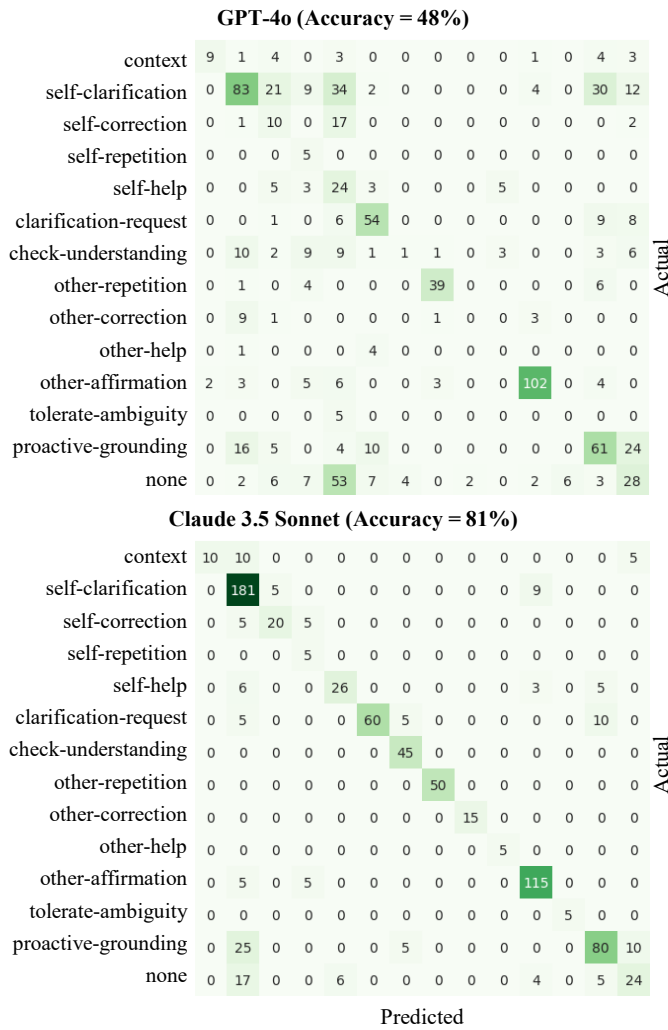 GPT-4o (Accuracy = 48%)
context 9 1 4 0 3 0 0 0 0 0 1 0 4 3
self-clarification 0 83 21 9 34 2 0 0 0 0 4 0 30 12
self-correction 0 1 10 0 17 0 0 0 0 0 0 0 0 2
self-repetition 0 0 0 5 0 0 0 0 0 0 0 0 0 0
self-help 0 0 5 3 24 3 0 0 0 5 0 0 0 0
clarification-request 0 0 1 0 6 54 0 0 0 0 0 0 9 8
check-understanding 0 10 2 9 9 1 1 1 0 3 0 0 3 6
other-repetition 0 1 0 4 0 0 0 39 0 0 0 0 6 0
other-correction 0 9 1 0 0 0 0 1 0 0 3 0 0 0
other-help 0 1 0 0 0 4 0 0 0 0 0 0 0 0
other-affirmation 2 3 0 5 6 0 0 3 0 0 102 0 4 0
tolerate-ambiguity 0 0 0 0 5 0 0 0 0 0 0 0 0 0
proactive-grounding 0 16 5 0 4 10 0 0 0 0 0 0 61 24
none 0 2 6 7 53 7 4 0 2 0 2 6 3 28
Actual
Claude 3.5 Sonnet (Accuracy = 81%)
context 10 10 0 0 0 0 0 0 0 0 0 0 0 5
self-clarification 0 181 5 0 0 0 0 0 0 0 9 0 0 0
self-correction 0 5 20 5 0 0 0 0 0 0 0 0 0 0
self-repetition 0 0 0 5 0 0 0 0 0 0 0 0 0 0
self-help 0 6 0 0 26 0 0 0 0 0 3 0 5 0
clarification-request 0 5 0 0 0 60 5 0 0 0 0 0 10 0
check-understanding 0 0 0 0 0 0 45 0 0 0 0 0 0 0
other-repetition 0 0 0 0 0 0 0 50 0 0 0 0 0 0
other-correction 0 0 0 0 0 0 0 0 15 0 0 0 0 0
other-help 0 0 0 0 0 0 0 0 0 5 0 0 0 0
other-affirmation 0 5 0 5 0 0 0 0 0 0 115 0 0 0
tolerate-ambiguity 0 0 0 0 0 0 0 0 0 0 0 5 0 0
proactive-grounding 0 25 0 0 0 0 5 0 0 0 0 0 80 10
none 0 17 0 0 6 0 0 0 0 0 4 0 5 24
Actual
Predicted